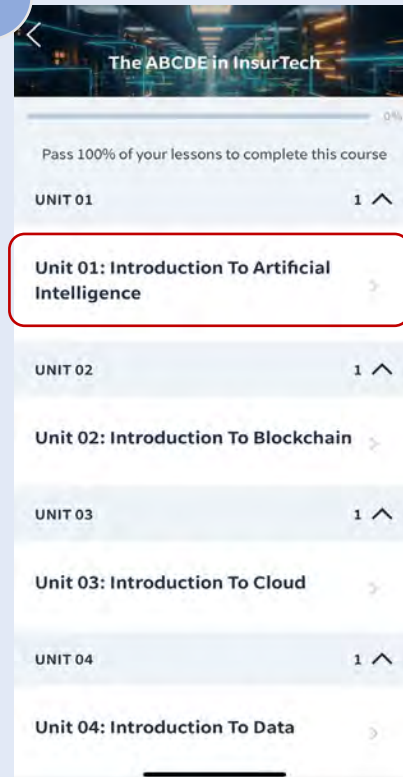 The ABCDE in InsurTech
0%
Pass 100% of your lessons to complete this course
UNIT 01 1
Unit 01: Introduction To Artificial
Intelligence
UNIT 02 1
Unit 02: Introduction To Blockchain
UNIT 03 1
Unit 03: Introduction To Cloud
UNIT 04 1
Unit 04: Introduction To Data